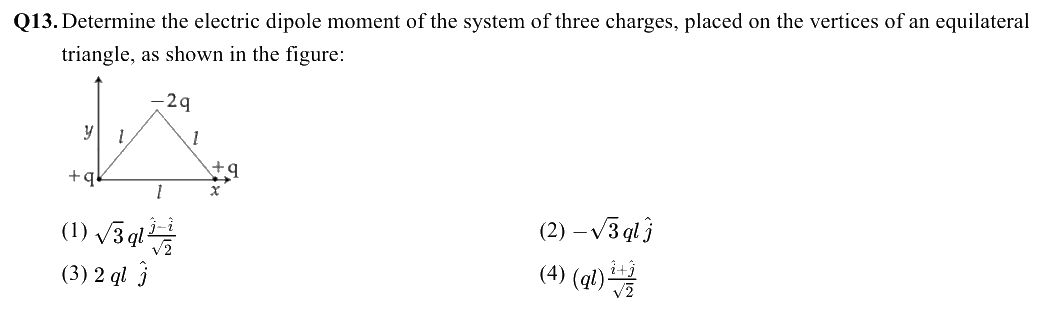 Q13. Determine the electric dipole moment of the system of three charges, placed on the vertices of an equilateral
triangle, as shown in the figure:
−2q
y l l
+q +q
l x
(1) √3 ql (ĵ−î)/√2 (2) −√3 ql ĵ
(3) 2 ql ĵ (4) (ql) (î+ĵ)/√2